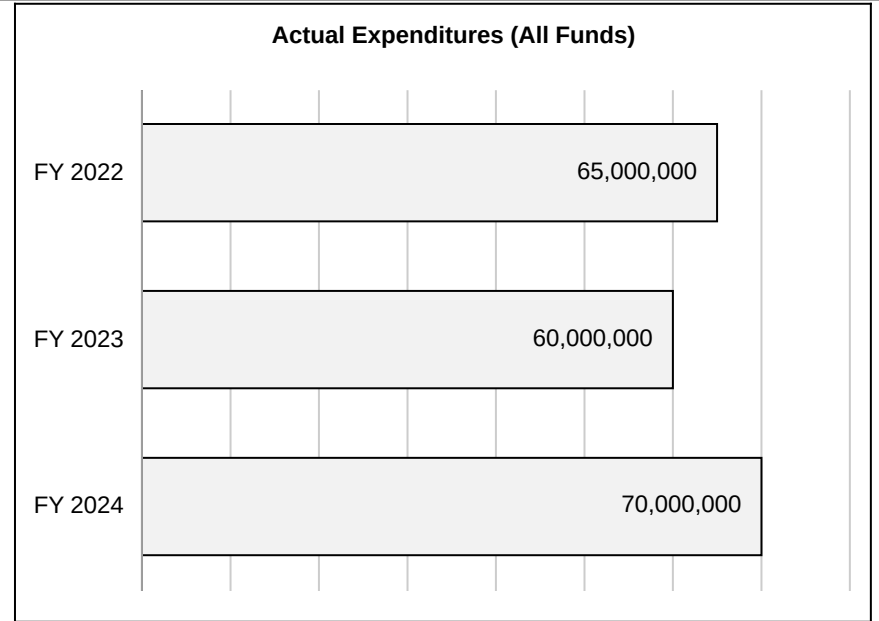 Actual Expenditures (All Funds)
FY 2022
65,000,000
FY 2023
60,000,000
FY 2024
70,000,000